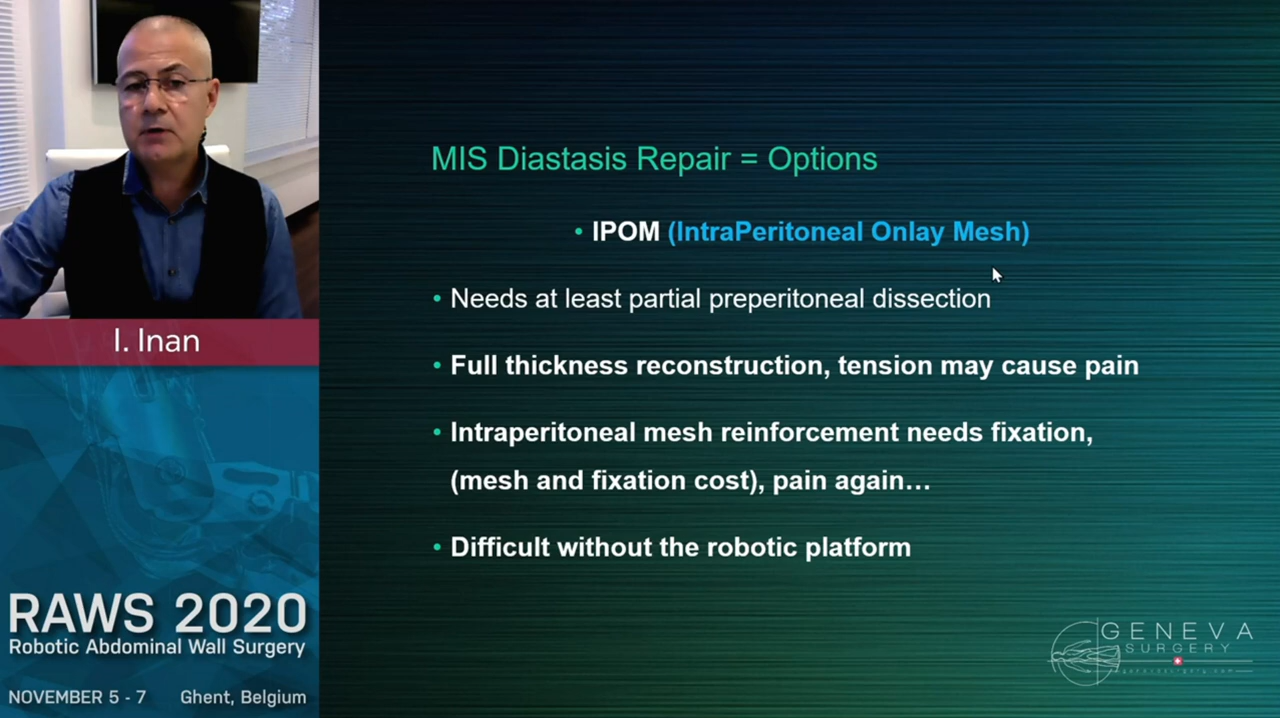 MIS Diastasis Repair = Options
• IPOM (IntraPeritoneal Onlay Mesh)
• Needs at least partial preperitoneal dissection
• Full thickness reconstruction, tension may cause pain
• Intraperitoneal mesh reinforcement needs fixation,
(mesh and fixation cost), pain again…
• Difficult without the robotic platform
I. Inan
RAWS 2020
Robotic Abdominal Wall Surgery
NOVEMBER 5 - 7 Ghent, Belgium
GENEVA
SURGERY